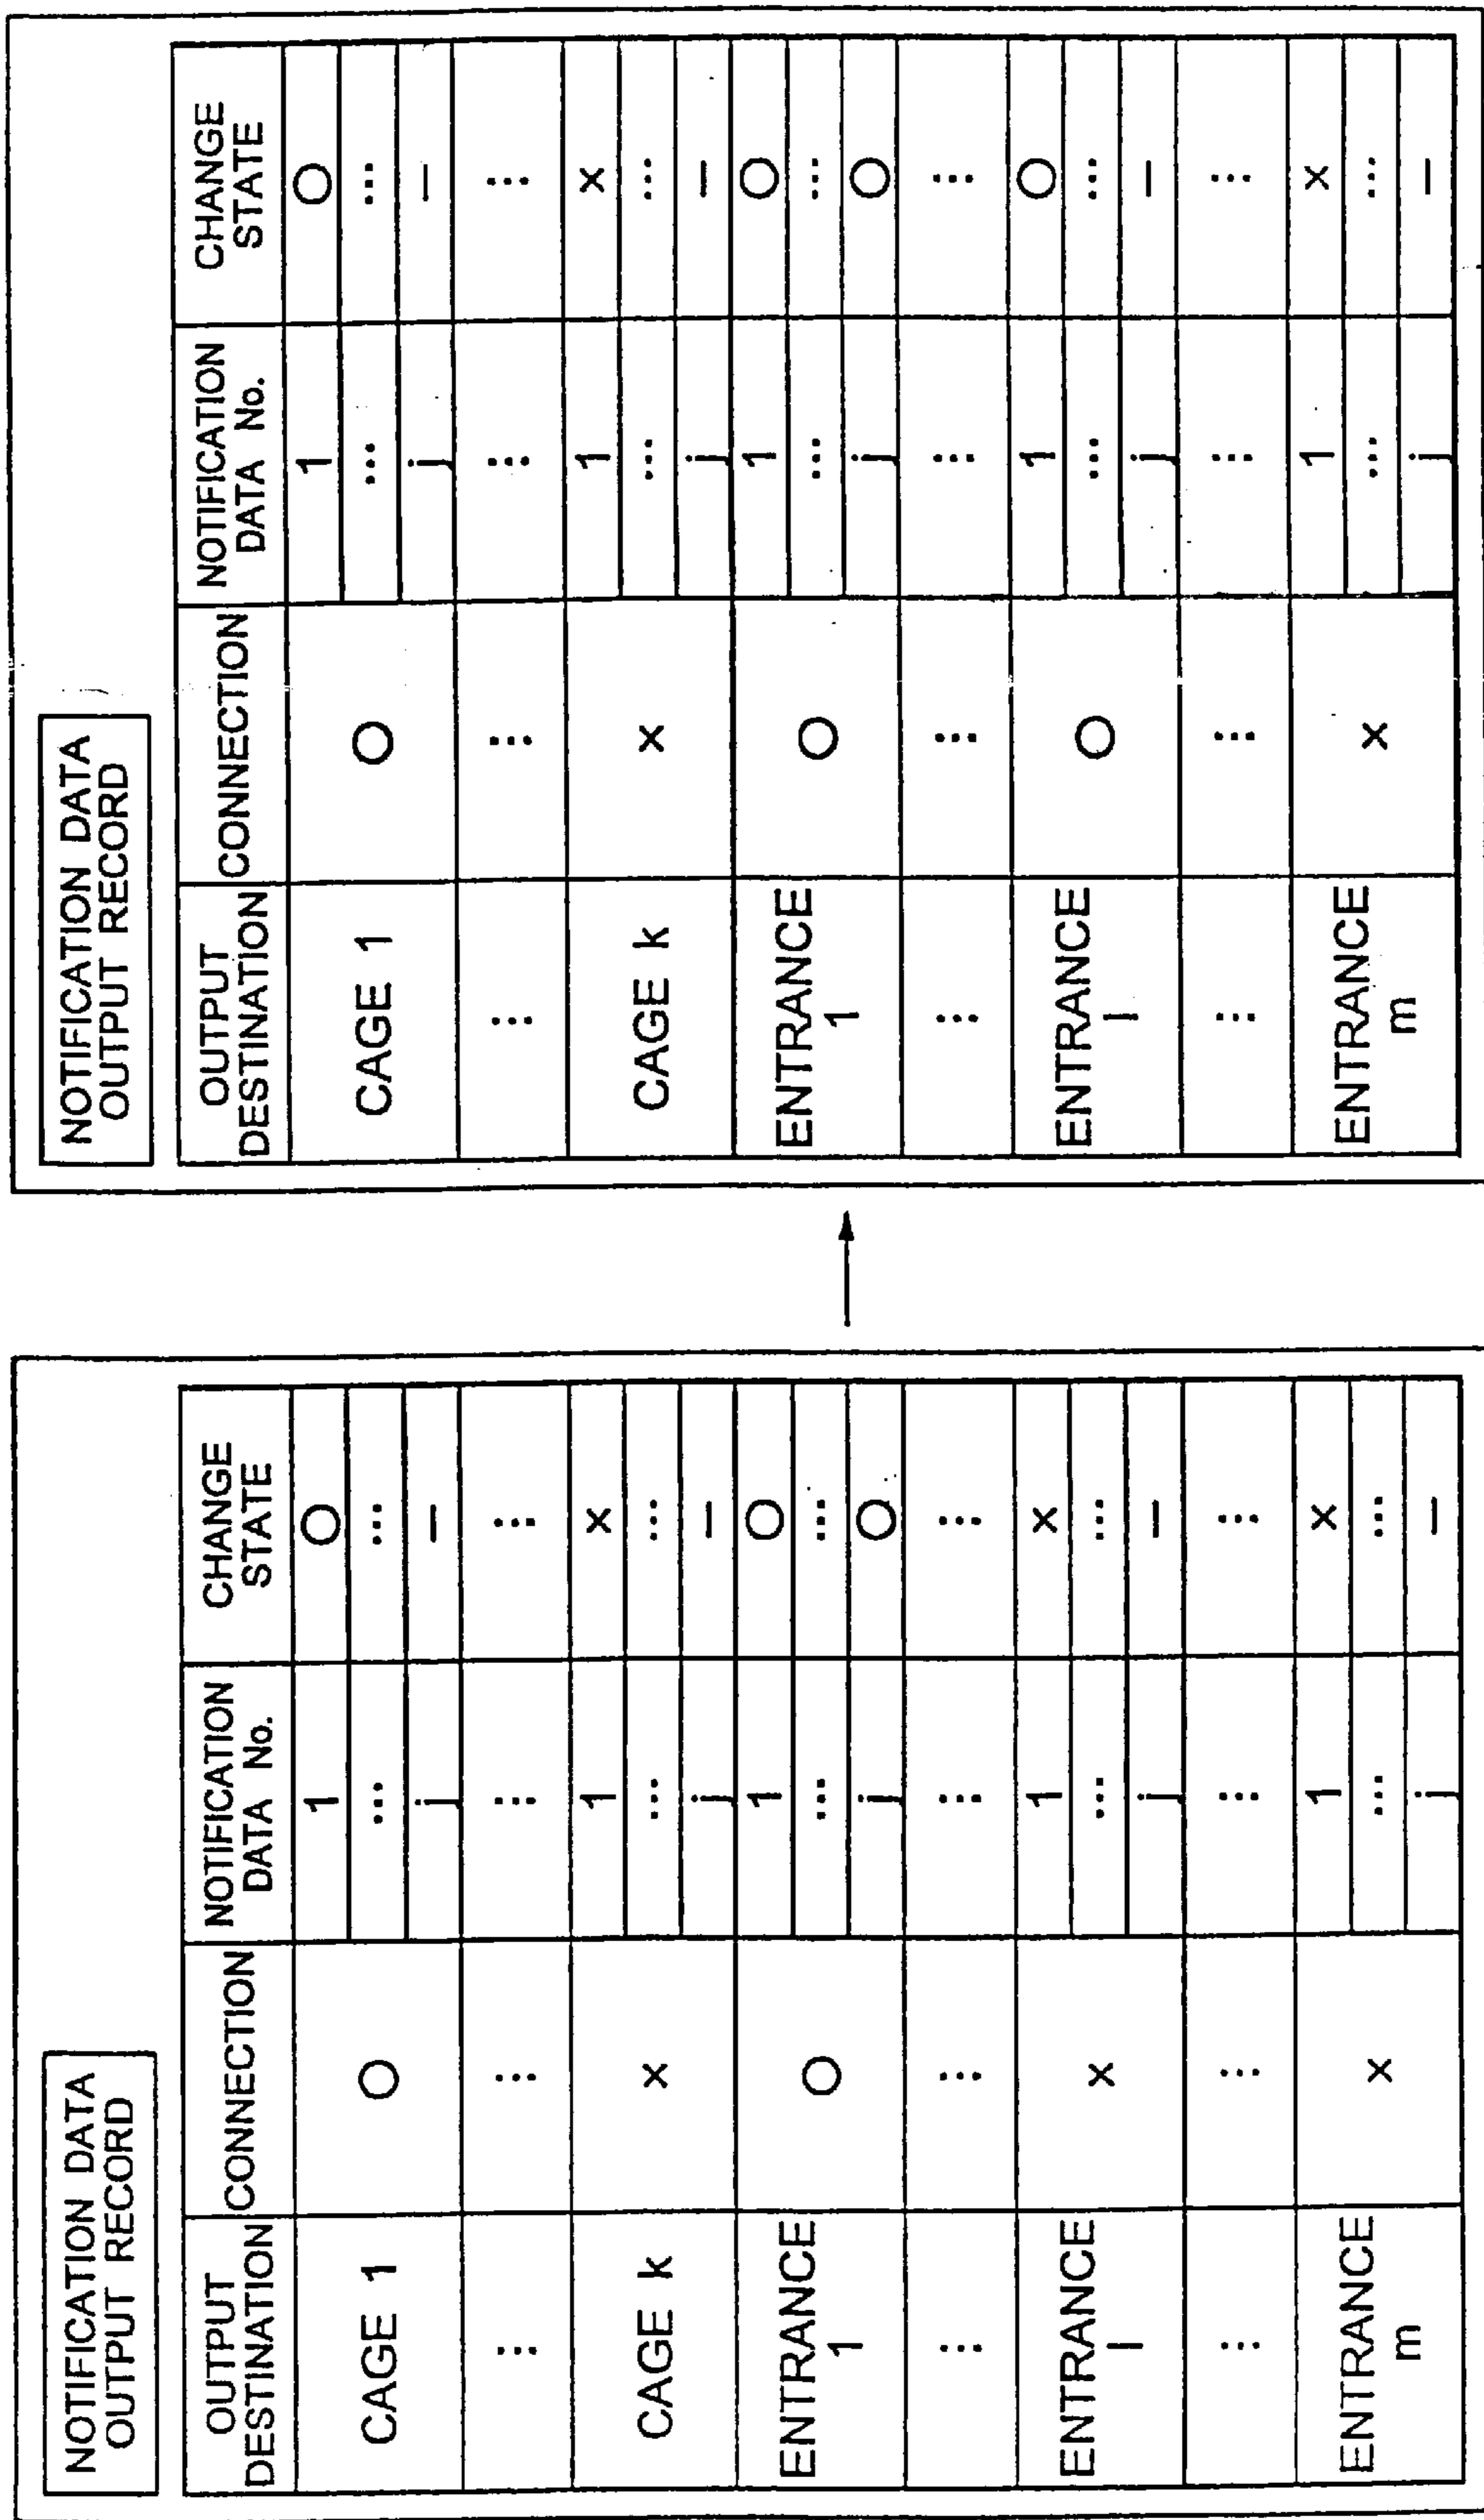 NOTIFICATION DATA
OUTPUT RECORD
OUTPUT DESTINATION CONNECTION NOTIFICATION DATA No. CHANGE STATE
CAGE 1 ○ 1 ○
... ...
j –
... ... ... ...
CAGE k × 1 ×
... ...
j –
ENTRANCE 1 ○ 1 ○
... ...
j ○
... ... ... ...
ENTRANCE l × 1 ×
... ...
j –
... ... ... ...
ENTRANCE m × 1 ×
... ...
j –
→
NOTIFICATION DATA
OUTPUT RECORD
OUTPUT DESTINATION CONNECTION NOTIFICATION DATA No. CHANGE STATE
CAGE 1 ○ 1 ○
... ...
j –
... ... ... ...
CAGE k × 1 ×
... ...
j –
ENTRANCE 1 ○ 1 ○
... ...
j ○
... ... ... ...
ENTRANCE l ○ 1 ○
... ...
j –
... ... ... ...
ENTRANCE m × 1 ×
... ...
j –